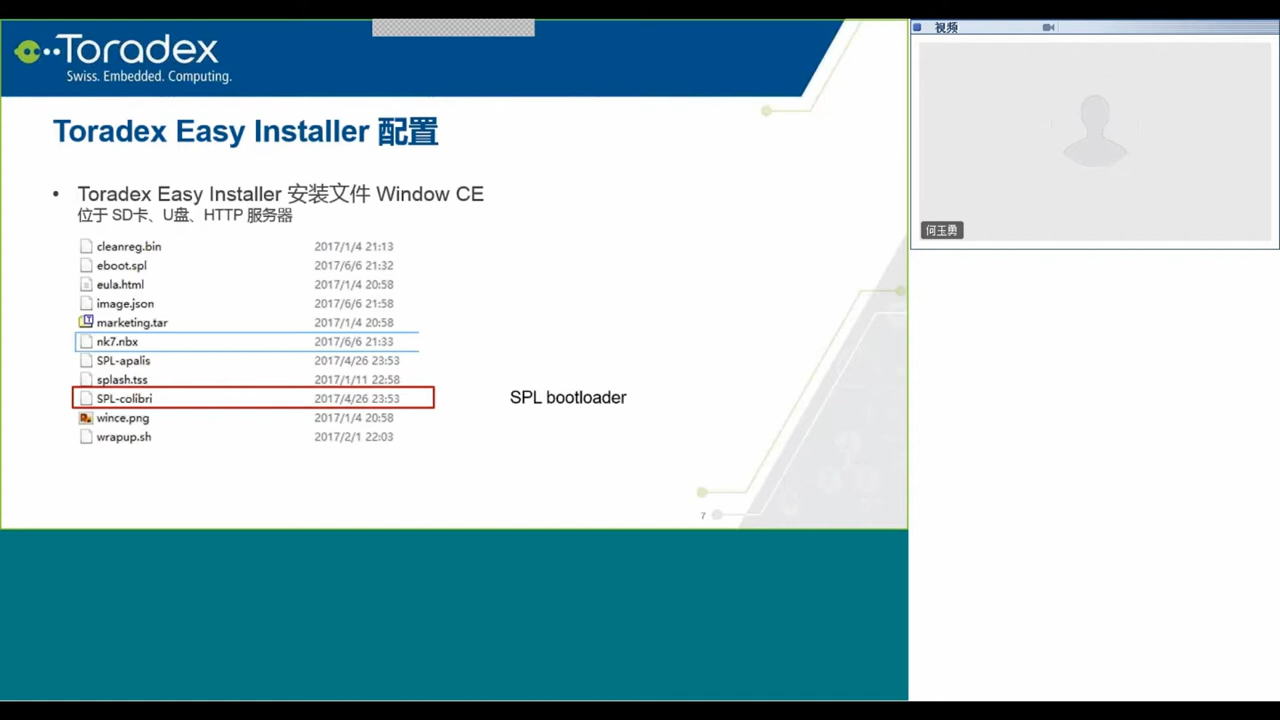 Toradex
Swiss. Embedded. Computing.
视频
Toradex Easy Installer 配置
• Toradex Easy Installer 安装文件 Window CE
位于 SD卡、U盘、HTTP 服务器
cleanreg.bin 2017/1/4 21:13
eboot.spl 2017/6/6 21:32
eula.html 2017/1/4 20:58
image.json 2017/6/6 21:58
marketing.tar 2017/1/4 20:58
nk7.nbx 2017/6/6 21:33
SPL-apalis 2017/4/26 23:53
splash.tss 2017/1/11 22:58
SPL-colibri 2017/4/26 23:53
SPL bootloader
wince.png 2017/1/4 20:58
wrapup.sh 2017/2/1 22:03
7
何玉勇